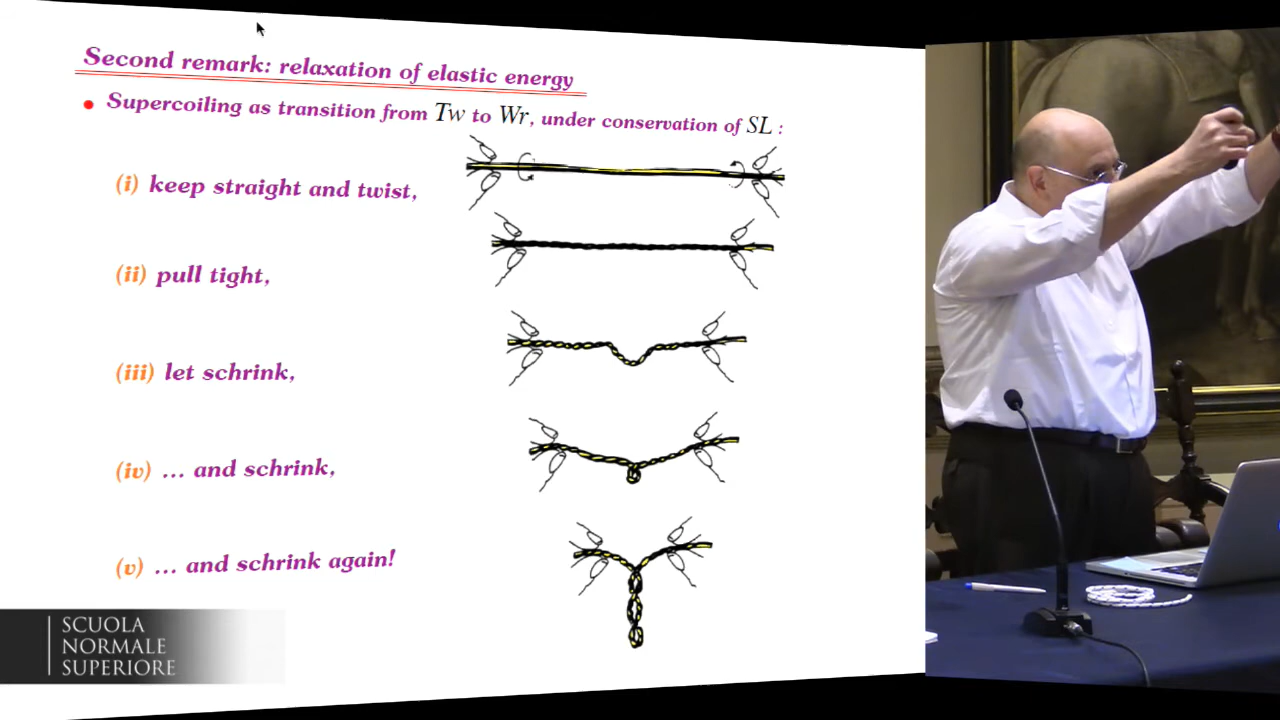 Second remark: relaxation of elastic energy
• Supercoiling as transition from Tw to Wr, under conservation of SL :
(i) keep straight and twist,
(ii) pull tight,
(iii) let schrink,
(iv) ... and schrink,
(v) ... and schrink again!
SCUOLA
NORMALE
SUPERIORE